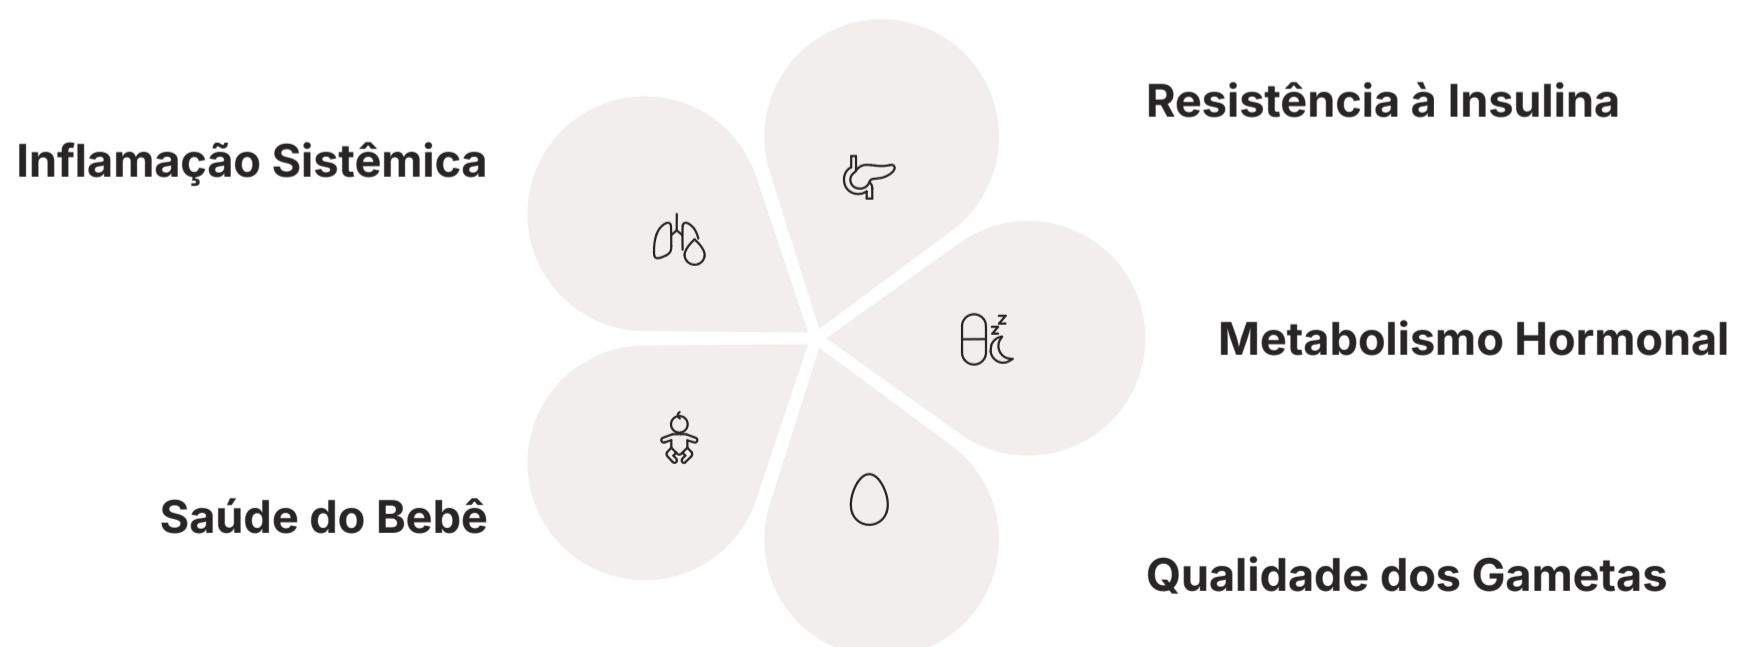 Resistência à Insulina
Inflamação Sistêmica
Metabolismo Hormonal
Saúde do Bebê
Qualidade dos Gametas